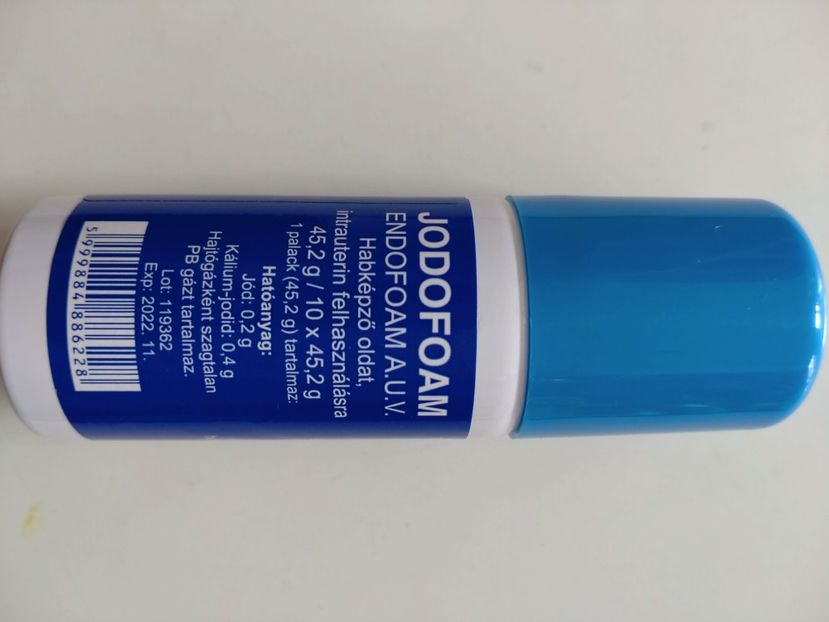 JODOFOAM
ENDOFOAM A.U.V.
Habképző oldat,
intrauterin felhasználásra
45,2 g / 10 x 45,2 g
1 palack (45,2 g) tartalmaz:
Hatóanyag:
Jód: 0,2 g
Kálium-jodid: 0,4 g
Hajtógázként szagtalan
PB gázt tartalmaz.
Lot: 119362
Exp: 2022. 11.
5999884886228